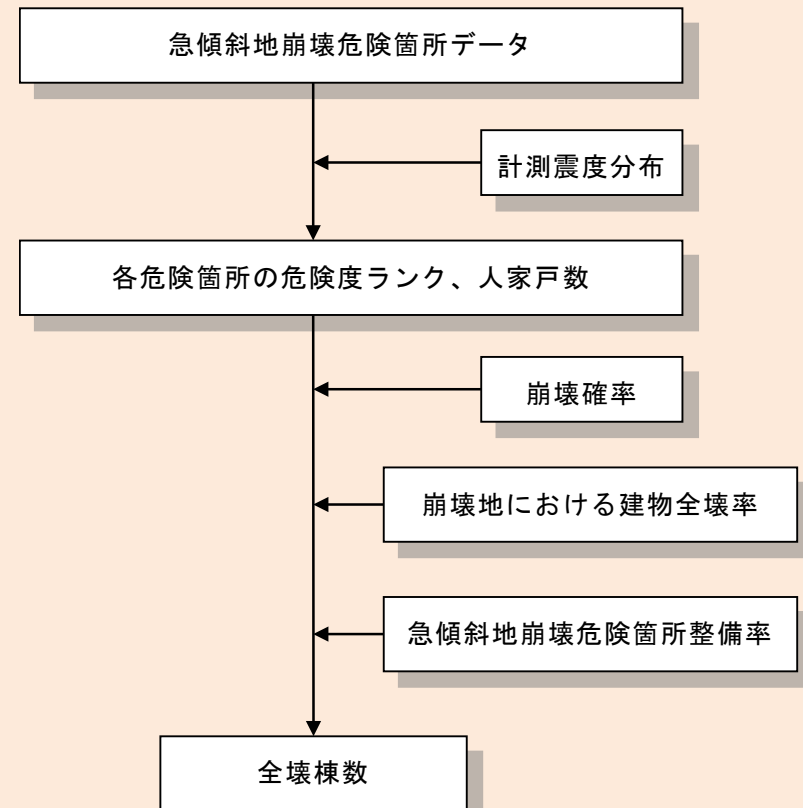 急傾斜地崩壊危険箇所データ
計測震度分布
各危険箇所の危険度ランク、人家戸数
崩壊確率
崩壊地における建物全壊率
急傾斜地崩壊危険箇所整備率
全壊棟数